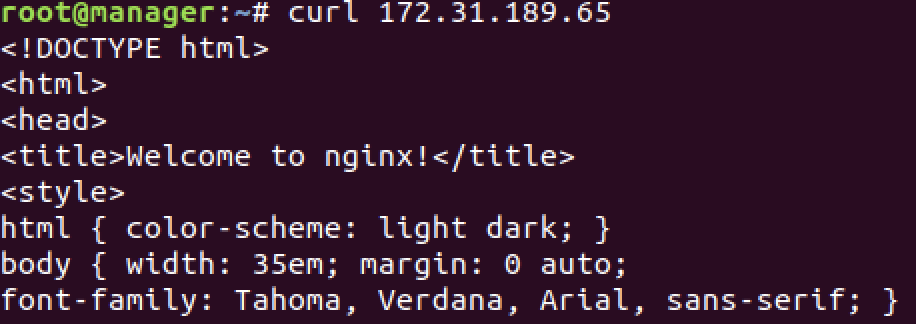 root@manager:~# curl 172.31.189.65
<!DOCTYPE html>
<html>
<head>
<title>Welcome to nginx!</title>
<style>
html { color-scheme: light dark; }
body { width: 35em; margin: 0 auto;
font-family: Tahoma, Verdana, Arial, sans-serif; }